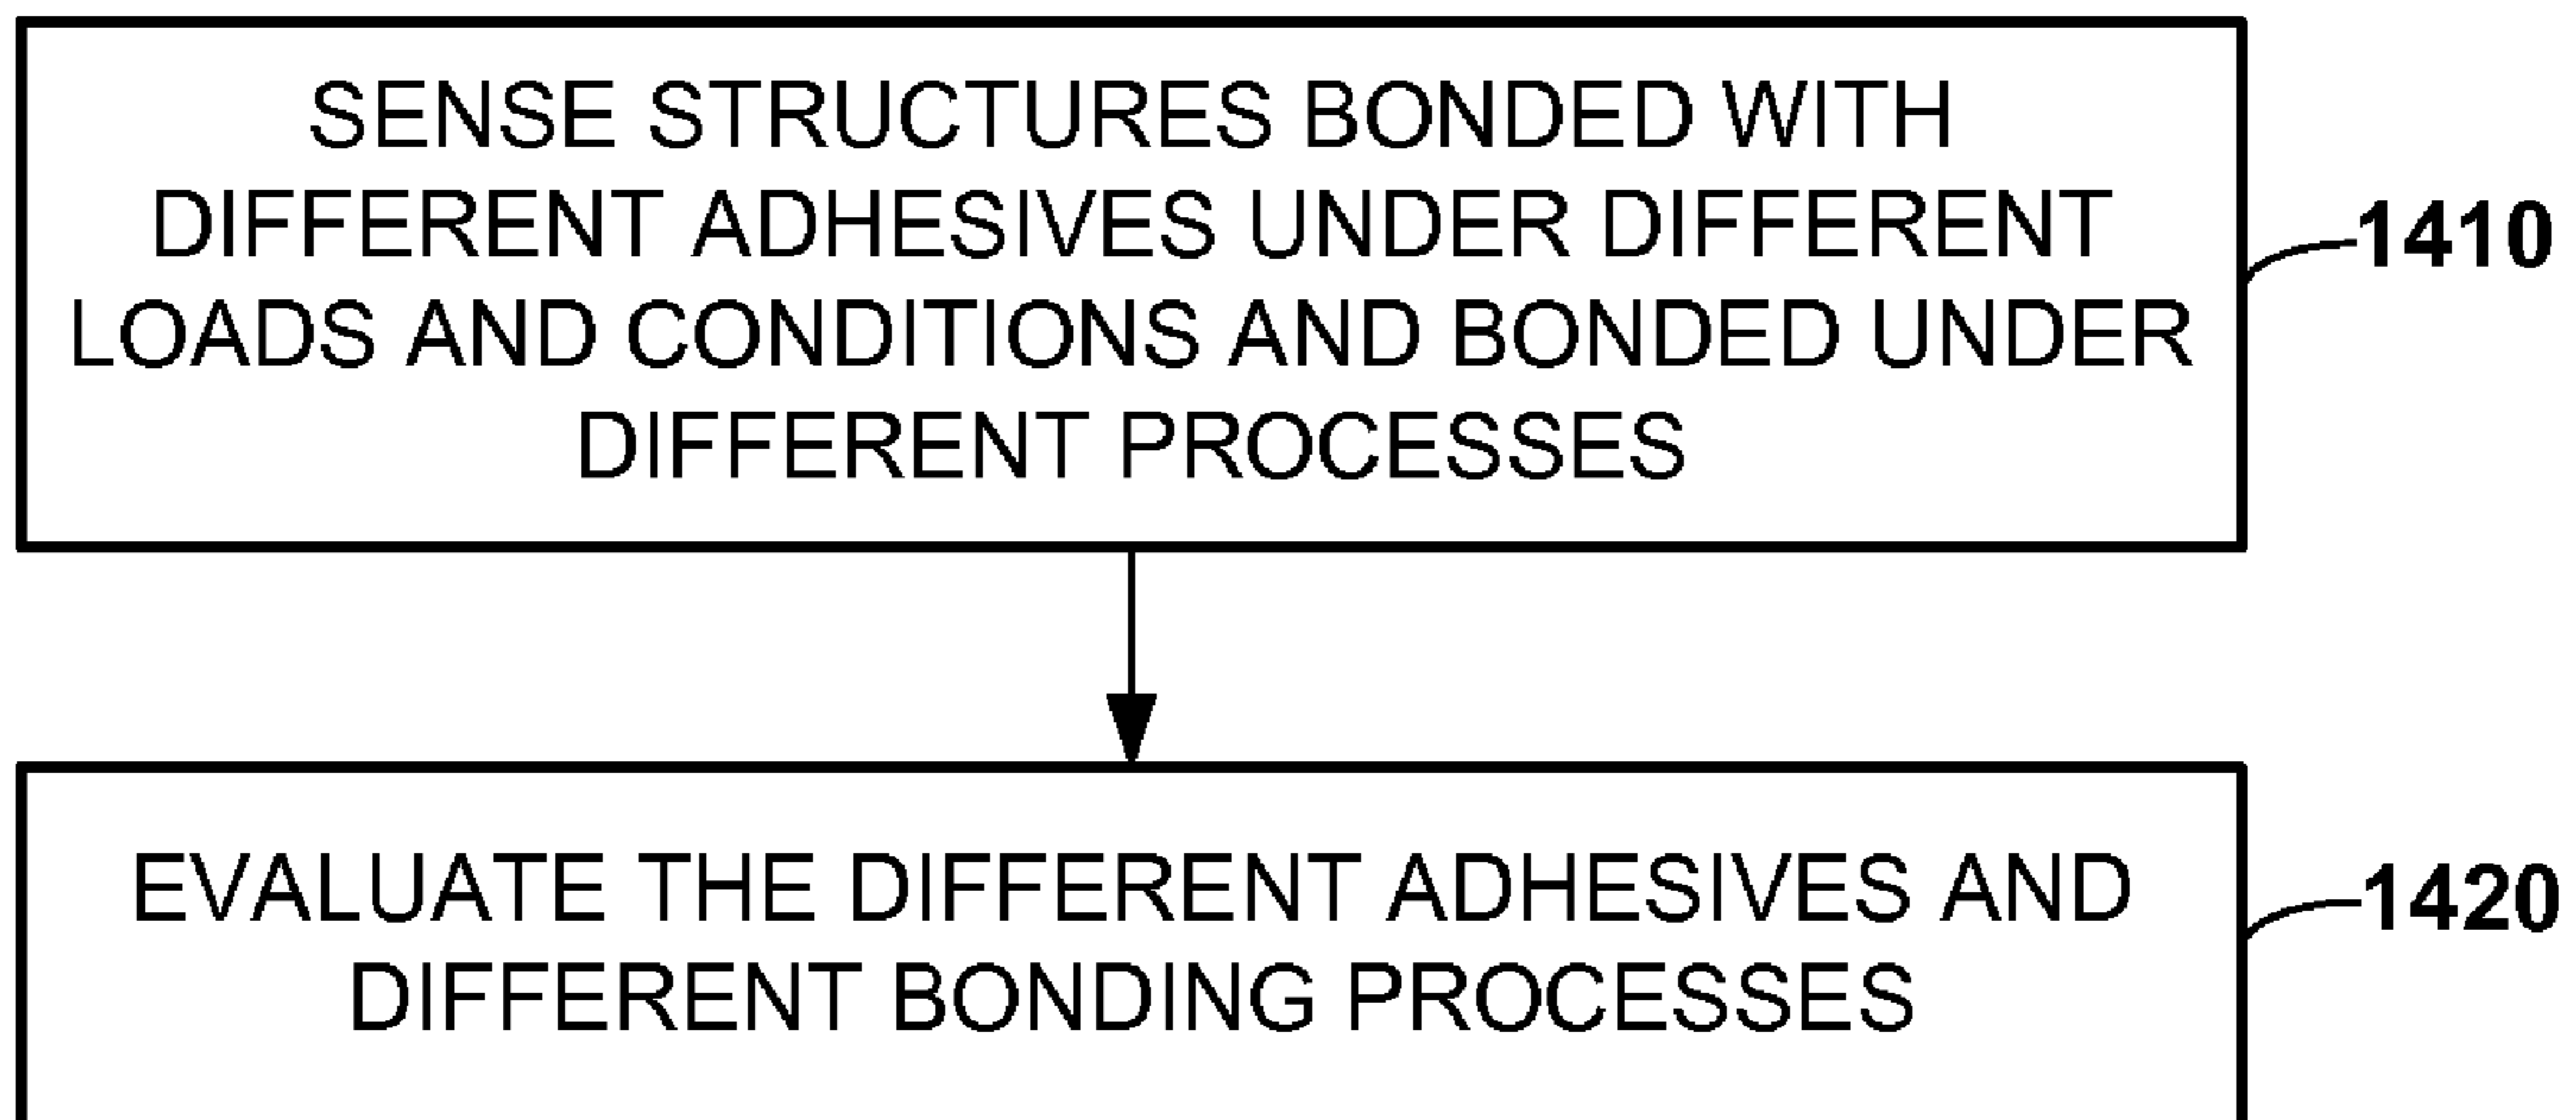 SENSE STRUCTURES BONDED WITH
DIFFERENT ADHESIVES UNDER DIFFERENT
LOADS AND CONDITIONS AND BONDED UNDER
DIFFERENT PROCESSES
1410
EVALUATE THE DIFFERENT ADHESIVES AND
DIFFERENT BONDING PROCESSES
1420